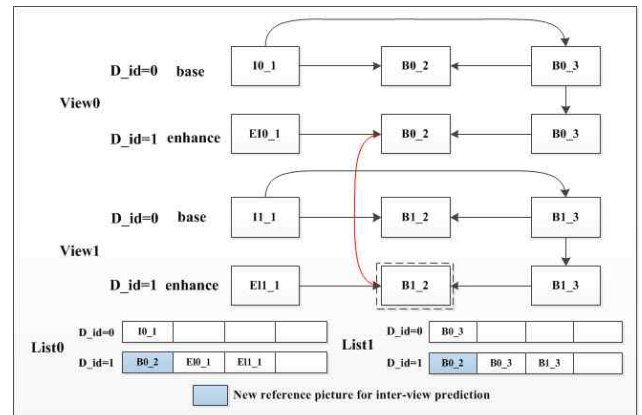 D_id=0 base I0_1 B0_2 B0_3
View0
D_id=1 enhance EI0_1 B0_2 B0_3
D_id=0 base I1_1 B1_2 B1_3
View1
D_id=1 enhance EI1_1 B1_2 B1_3
List0
D_id=0 I0_1
D_id=1 B0_2 EI0_1 EI1_1
List1
D_id=0 B0_3
D_id=1 B0_2 B0_3 B1_3
New reference picture for inter-view prediction